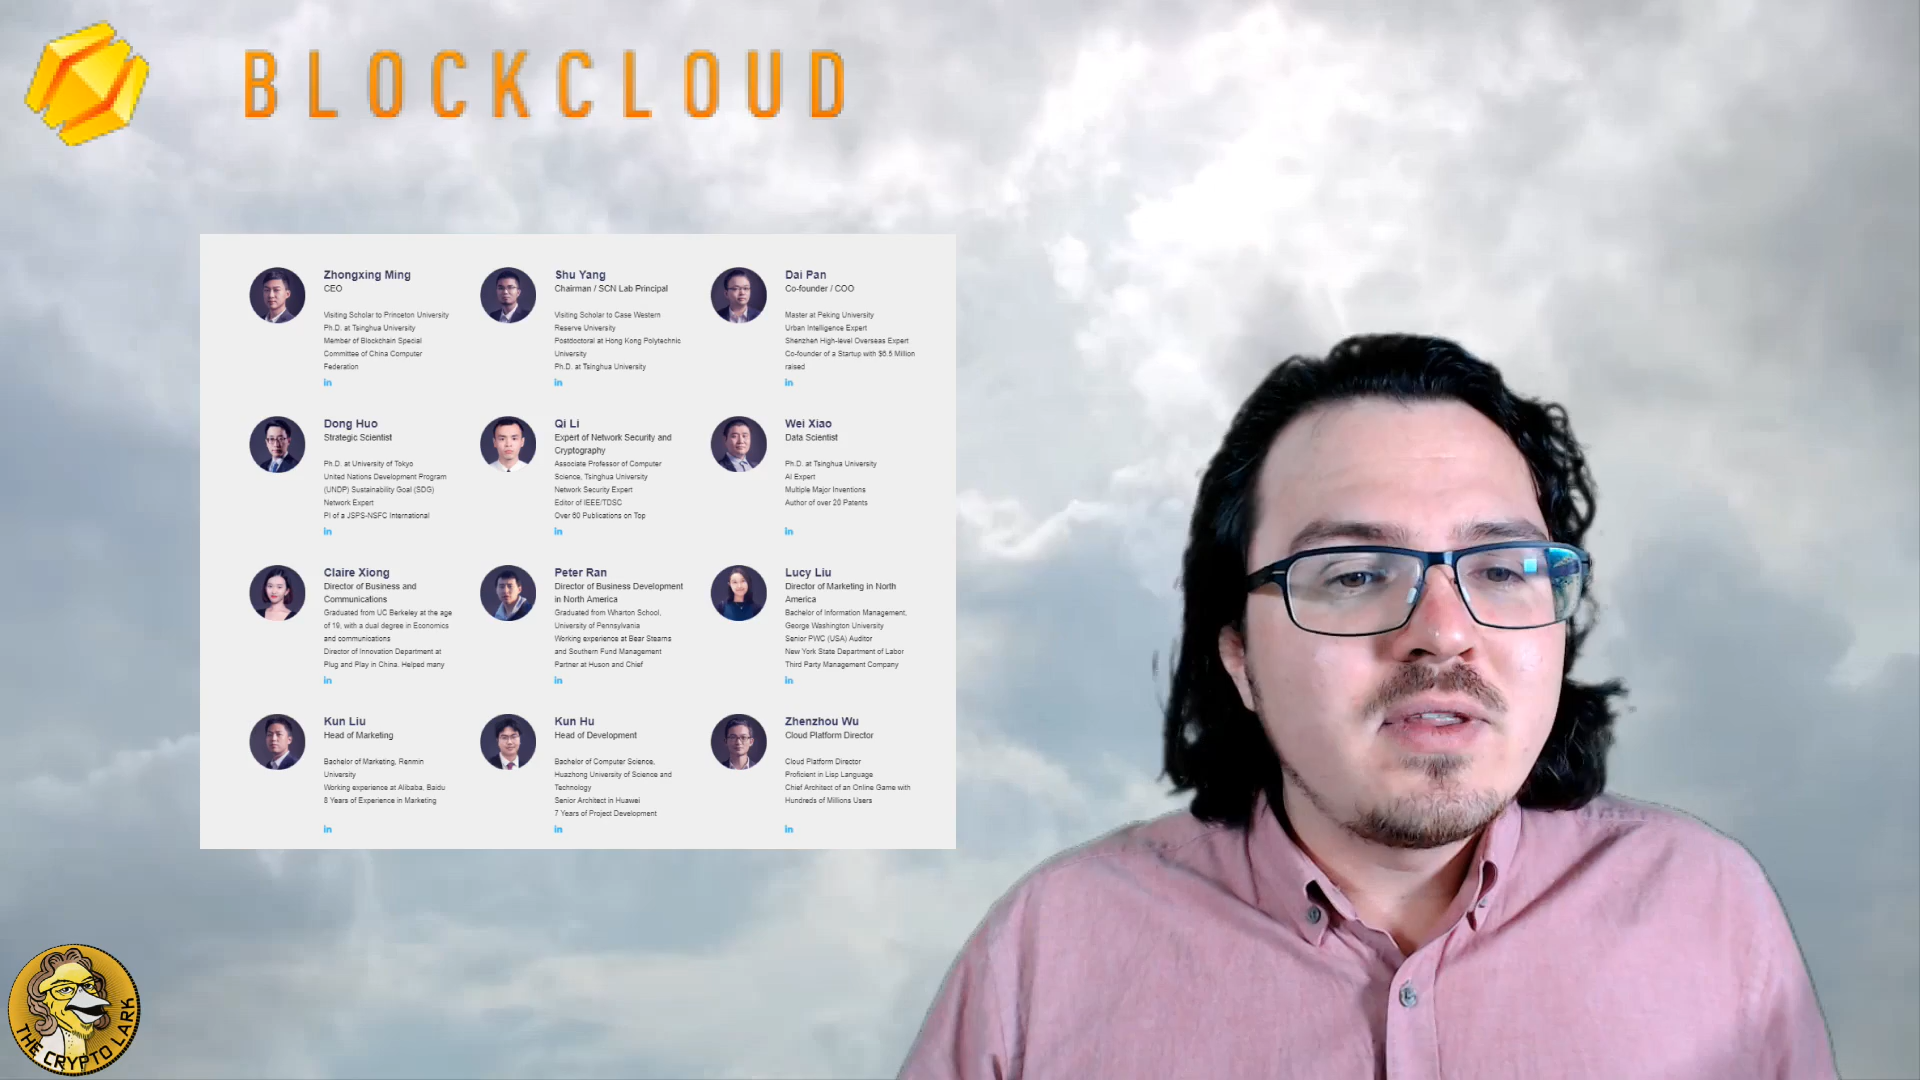 BLOCKCLOUD
Zhongxing Ming
CEO
Visiting Scholar to Princeton University
Ph.D. at Tsinghua University
Member of Blockchain Special
Committee of China Computer
Federation
in
Shu Yang
Chairman / SCN Lab Principal
Visiting Scholar to Case Western
Reserve University
Postdoctoral at Hong Kong Polytechnic
University
Ph.D. at Tsinghua University
in
Dai Pan
Co-founder / COO
Master at Peking University
Urban Intelligence Expert
Shenzhen High-level Overseas Expert
Co-founder of a Startup with $6.5 Million
raised
in
Dong Huo
Strategic Scientist
Ph.D. at University of Tokyo
United Nations Development Program
(UNDP) Sustainability Goal (SDG)
Network Expert
PI of a JSPS-NSFC International
in
Qi Li
Expert of Network Security and
Cryptography
Associate Professor of Computer
Science, Tsinghua University
Network Security Expert
Editor of IEEE/TDSC
Over 60 Publications on Top
in
Wei Xiao
Data Scientist
Ph.D. at Tsinghua University
AI Expert
Multiple Major Inventions
Author of over 20 Patents
in
Claire Xiong
Director of Business and
Communications
Graduated from UC Berkeley at the age
of 19, with a dual degree in Economics
and communications
Director of Innovation Department at
Plug and Play in China. Helped many
in
Peter Ran
Director of Business Development
in North America
Graduated from Wharton School,
University of Pennsylvania
Working experience at Bear Stearns
and Southern Fund Management
Partner at Huson and Chief
in
Lucy Liu
Director of Marketing in North
America
Bachelor of Information Management,
George Washington University
Senior PWC (USA) Auditor
New York State Department of Labor
Third Party Management Company
in
Kun Liu
Head of Marketing
Bachelor of Marketing, Renmin
University
Working experience at Alibaba, Baidu
8 Years of Experience in Marketing
in
Kun Hu
Head of Development
Bachelor of Computer Science,
Huazhong University of Science and
Technology
Senior Architect in Huawei
7 Years of Project Development
in
Zhenzhou Wu
Cloud Platform Director
Cloud Platform Director
Proficient in Lisp Language
Chief Architect of an Online Game with
Hundreds of Millions Users
in
THE CRYPTO LARK